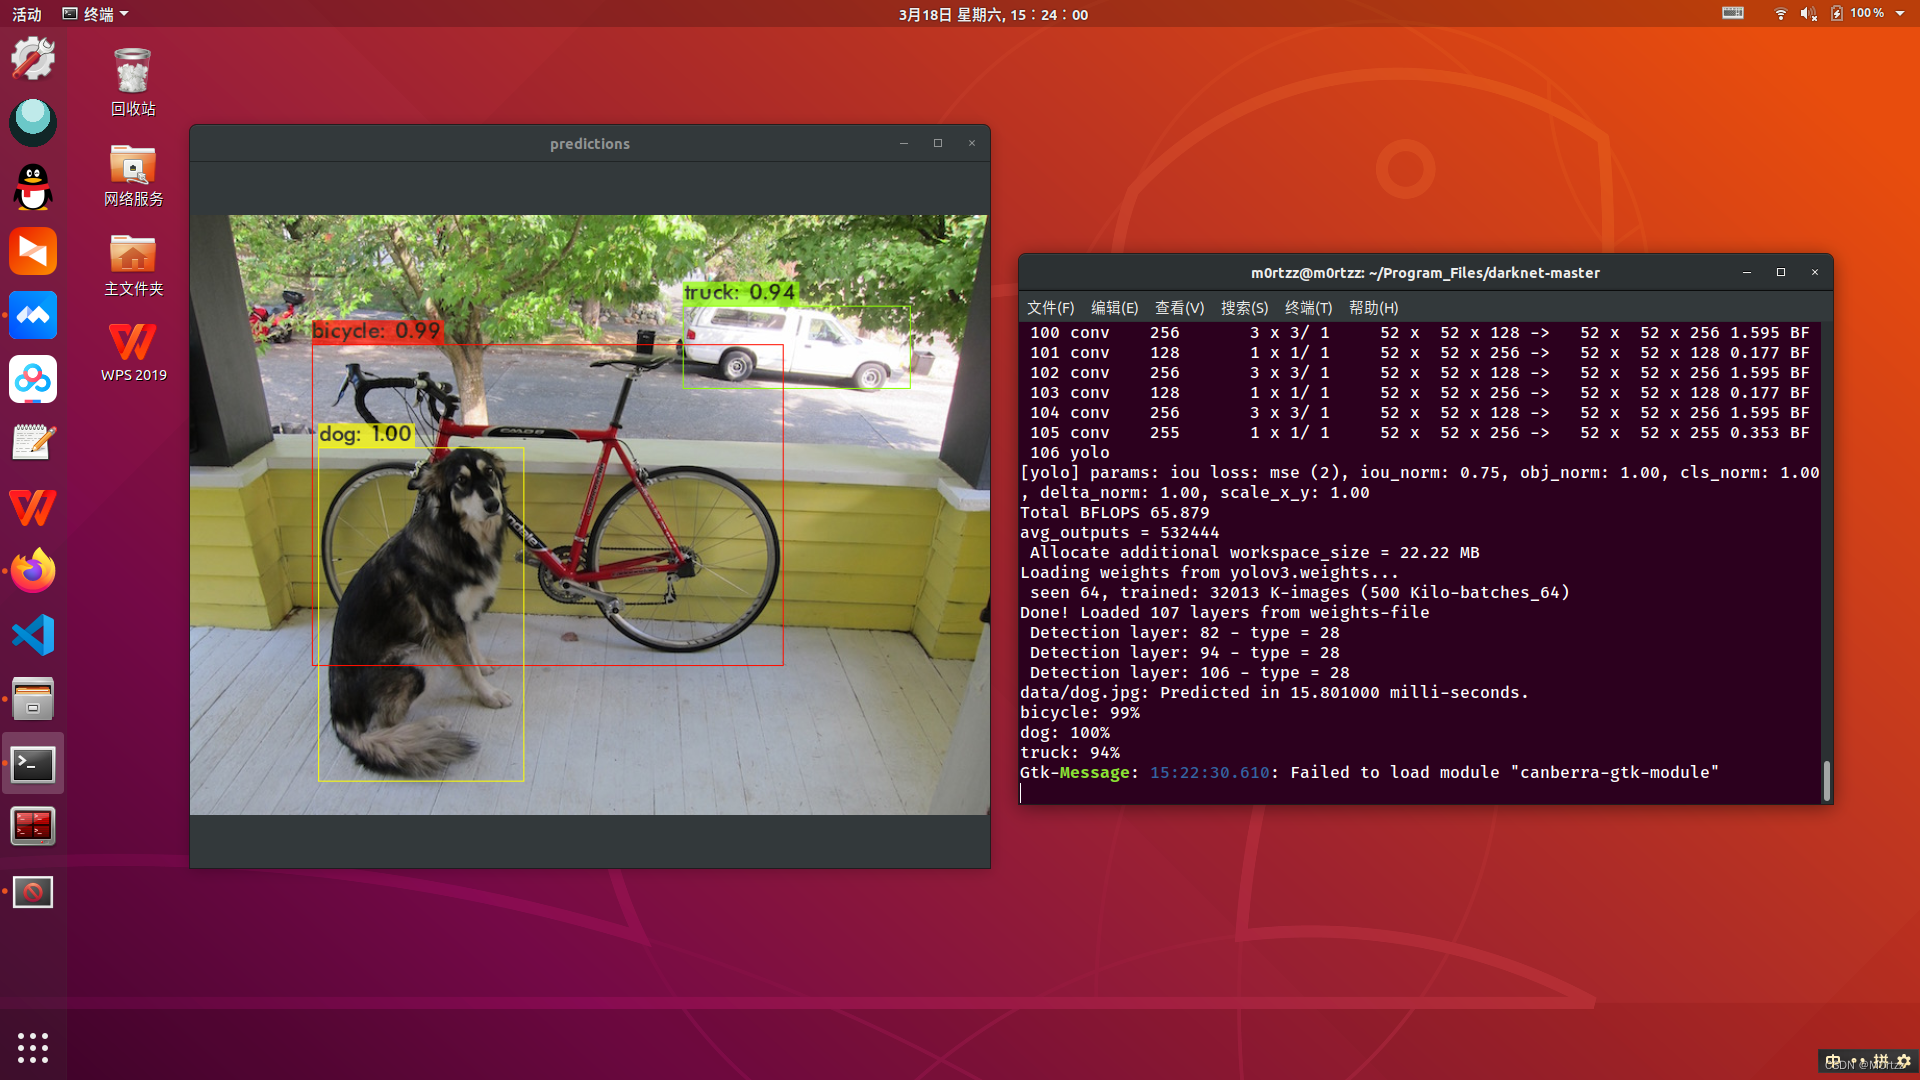 活动
终端
3月18日 星期六, 15：24：00
100 %
回收站
网络服务
主文件夹
WPS 2019
predictions
truck: 0.94
bicycle: 0.99
dog: 1.00
m0rtzz@m0rtzz: ~/Program_Files/darknet-master
文件(F) 编辑(E) 查看(V) 搜索(S) 终端(T) 帮助(H)
100 conv 256 3 x 3/ 1 52 x 52 x 128 -> 52 x 52 x 256 1.595 BF
101 conv 128 1 x 1/ 1 52 x 52 x 256 -> 52 x 52 x 128 0.177 BF
102 conv 256 3 x 3/ 1 52 x 52 x 128 -> 52 x 52 x 256 1.595 BF
103 conv 128 1 x 1/ 1 52 x 52 x 256 -> 52 x 52 x 128 0.177 BF
104 conv 256 3 x 3/ 1 52 x 52 x 128 -> 52 x 52 x 256 1.595 BF
105 conv 255 1 x 1/ 1 52 x 52 x 256 -> 52 x 52 x 255 0.353 BF
106 yolo
[yolo] params: iou loss: mse (2), iou_norm: 0.75, obj_norm: 1.00, cls_norm: 1.00
, delta_norm: 1.00, scale_x_y: 1.00
Total BFLOPS 65.879
avg_outputs = 532444
Allocate additional workspace_size = 22.22 MB
Loading weights from yolov3.weights...
seen 64, trained: 32013 K-images (500 Kilo-batches_64)
Done! Loaded 107 layers from weights-file
Detection layer: 82 - type = 28
Detection layer: 94 - type = 28
Detection layer: 106 - type = 28
data/dog.jpg: Predicted in 15.801000 milli-seconds.
bicycle: 99%
dog: 100%
truck: 94%
Gtk-Message: 15:22:30.610: Failed to load module "canberra-gtk-module"
中 拼
CSDN @M0rtzz